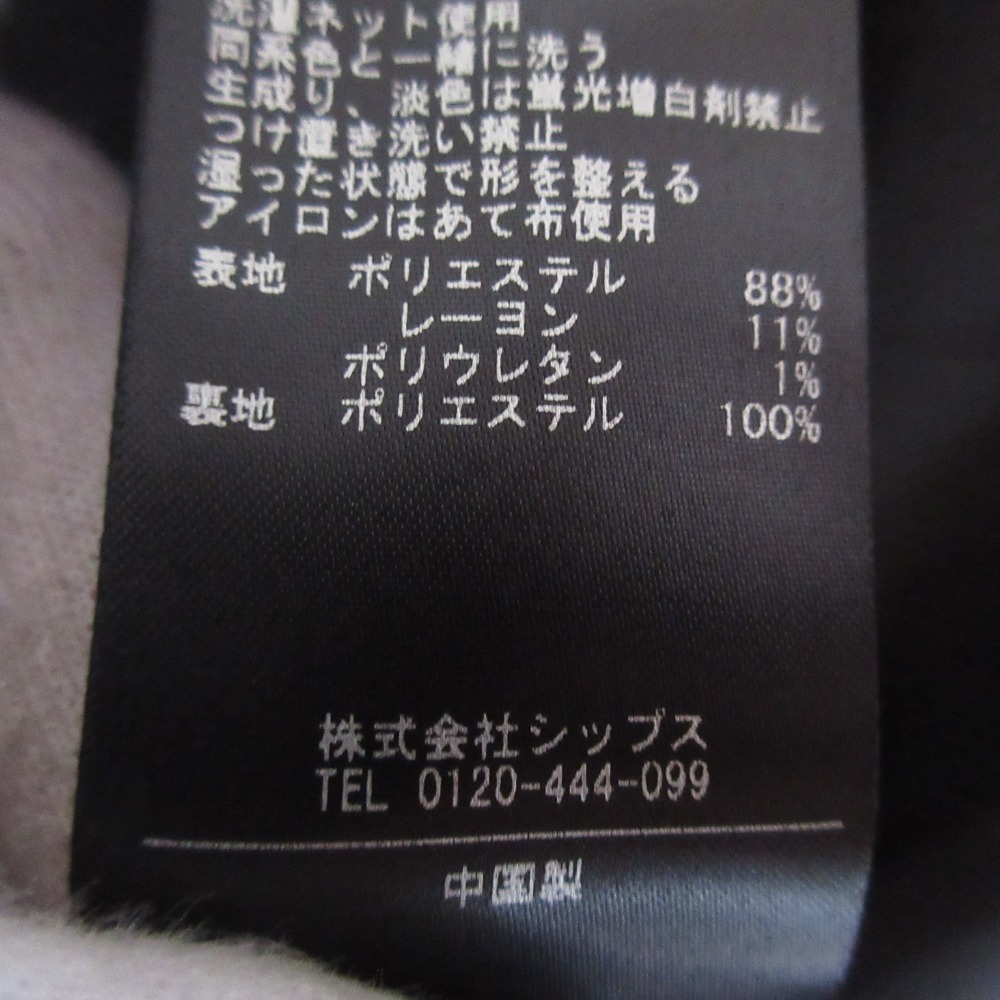 洗濯ネット使用
同系色と一緒に洗う
生成り、淡色は蛍光増白剤禁止
つけ置き洗い禁止
湿った状態で形を整える
アイロンはあて布使用
表地 ポリエステル 88%
レーヨン 11%
ポリウレタン 1%
裏地 ポリエステル 100%
株式会社シップス
TEL 0120-444-099
中国製